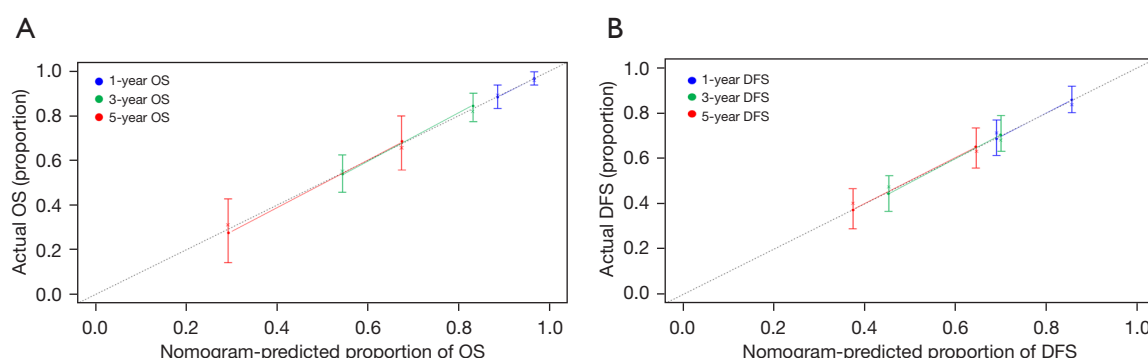 A
1-year OS
3-year OS
5-year OS
Actual OS (proportion)
1.0
0.8
0.6
0.4
0.2
0.0
0.0 0.2 0.4 0.6 0.8 1.0
Nomogram-predicted proportion of OS
B
1-year DFS
3-year DFS
5-year DFS
Actual DFS (proportion)
1.0
0.8
0.6
0.4
0.2
0.0
0.0 0.2 0.4 0.6 0.8 1.0
Nomogram-predicted proportion of DFS